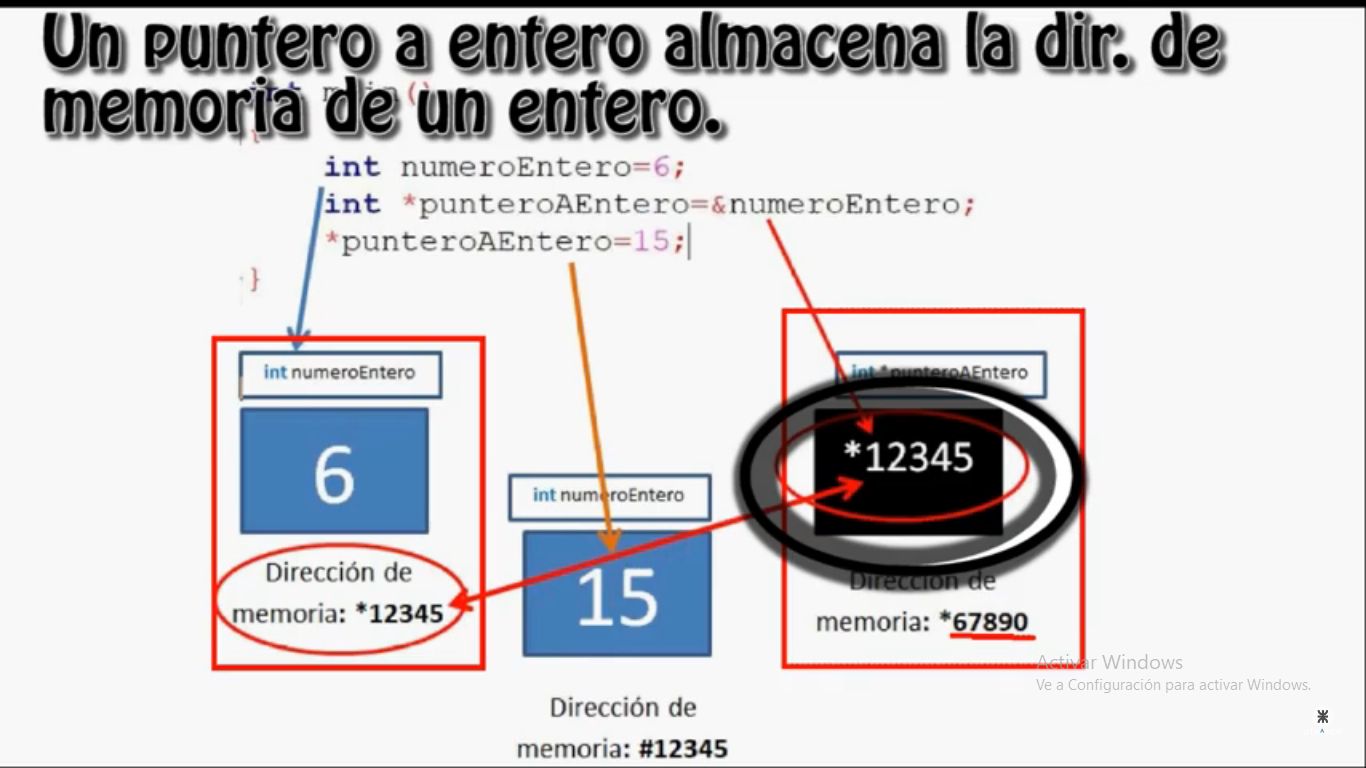 Un puntero a entero almacena la dir. de
memoria de un entero.
int main()
}
int numeroEntero=6;
int *punteroAEntero=&numeroEntero;
*punteroAEntero=15;
}
int numeroEntero
6
Dirección de
memoria: *12345
int numeroEntero
15
Dirección de
memoria: #12345
int *punteroAEntero
*12345
Dirección de
memoria: *67890
Activar Windows
Ve a Configuración para activar Windows.